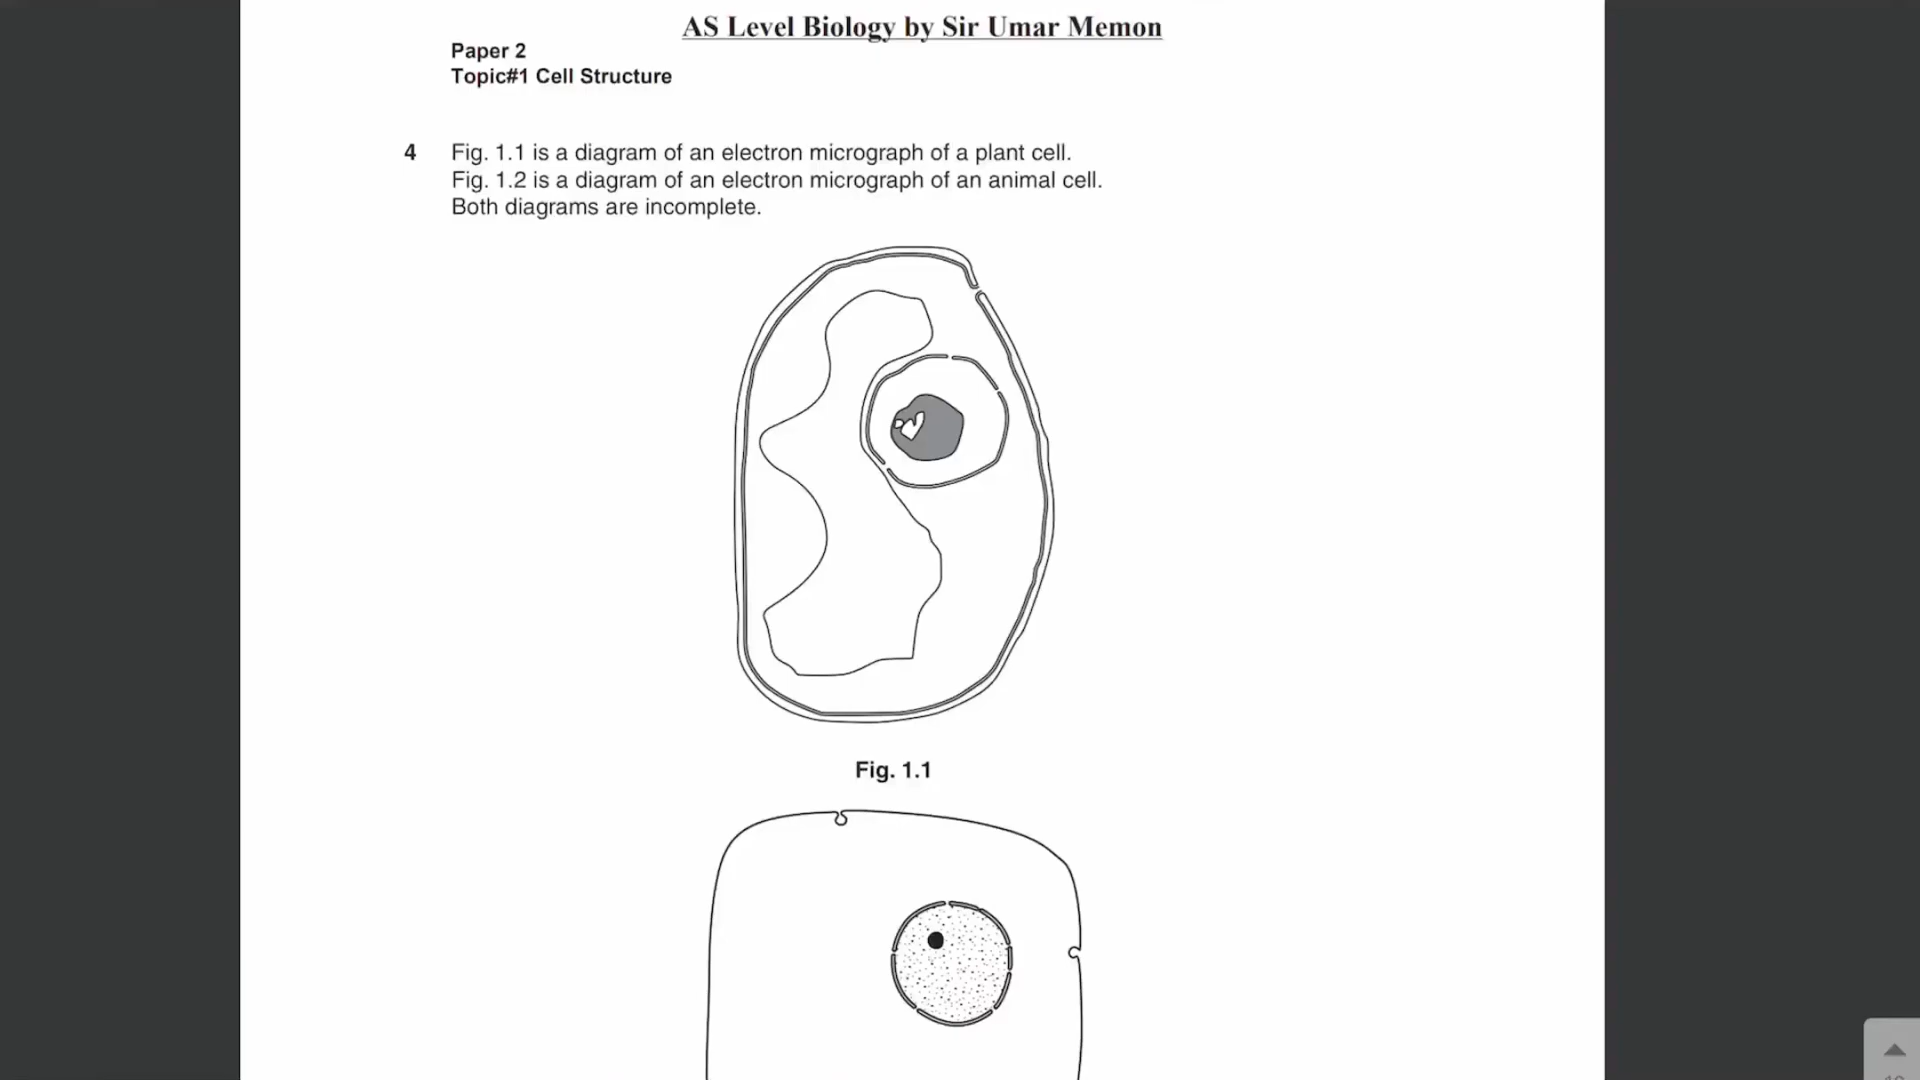 AS Level Biology by Sir Umar Memon
Paper 2
Topic#1 Cell Structure
4 Fig. 1.1 is a diagram of an electron micrograph of a plant cell.
Fig. 1.2 is a diagram of an electron micrograph of an animal cell.
Both diagrams are incomplete.
Fig. 1.1